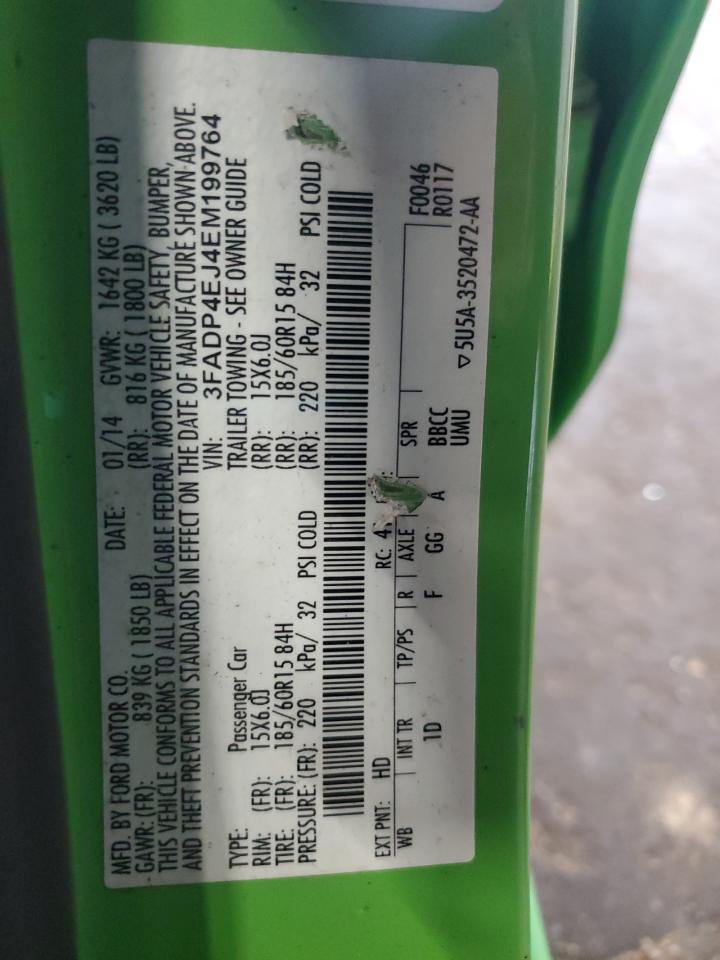 MFD. BY FORD MOTOR CO. DATE: 01/14 GVWR: 1642 KG ( 3620 LB)
GAWR: (FR): 839 KG ( 1850 LB) (RR): 816 KG ( 1800 LB)
THIS VEHICLE CONFORMS TO ALL APPLICABLE FEDERAL MOTOR VEHICLE SAFETY, BUMPER,
AND THEFT PREVENTION STANDARDS IN EFFECT ON THE DATE OF MANUFACTURE SHOWN ABOVE.
VIN: 3FADP4EJ4EM199764
TYPE: Passenger Car TRAILER TOWING - SEE OWNER GUIDE
RIM: (FR): 15X6.0J (RR): 15X6.0J
TIRE: (FR): 185/60R15 84H (RR): 185/60R15 84H
PRESSURE: (FR): 220 kPa/ 32 PSI COLD (RR): 220 kPa/ 32 PSI COLD
EXT PNT: HD RC: 4 F0046
WB INT TR TP/PS R AXLE SPR R0117
1D F GG A BBCC
UMU
▽5U5A-3520472-AA